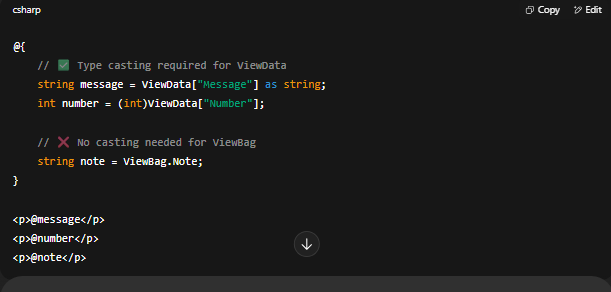 csharp
Copy
Edit
@{
    // ✅ Type casting required for ViewData
    string message = ViewData["Message"] as string;
    int number = (int)ViewData["Number"];

    // ❌ No casting needed for ViewBag
    string note = ViewBag.Note;
}

<p>@message</p>
<p>@number</p>
<p>@note</p>